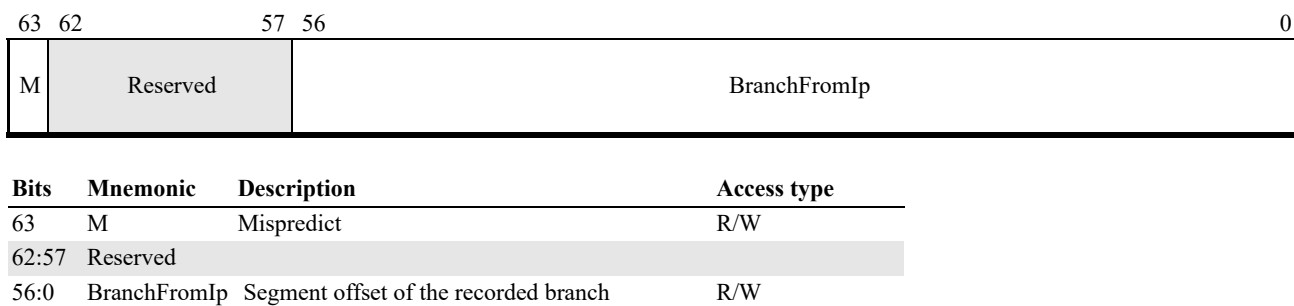 63 62 57 56 0
M Reserved BranchFromIp
Bits Mnemonic Description Access type
63 M Mispredict R/W
62:57 Reserved
56:0 BranchFromIp Segment offset of the recorded branch R/W